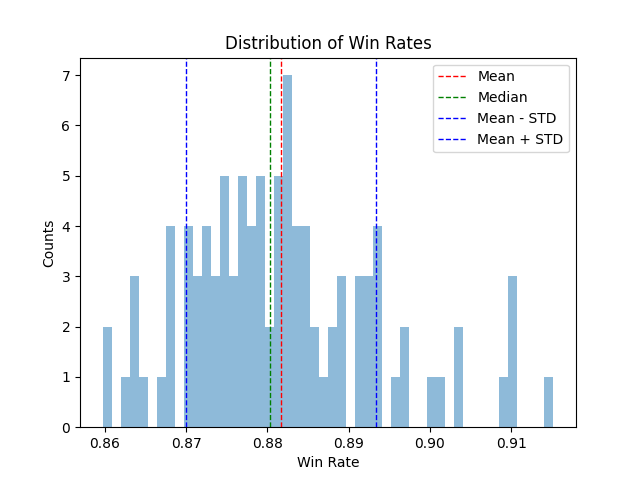 Distribution of Win Rates
7
6
5
4
3
2
1
0
Counts
Mean
Median
Mean - STD
Mean + STD
0.86 0.87 0.88 0.89 0.90 0.91
Win Rate